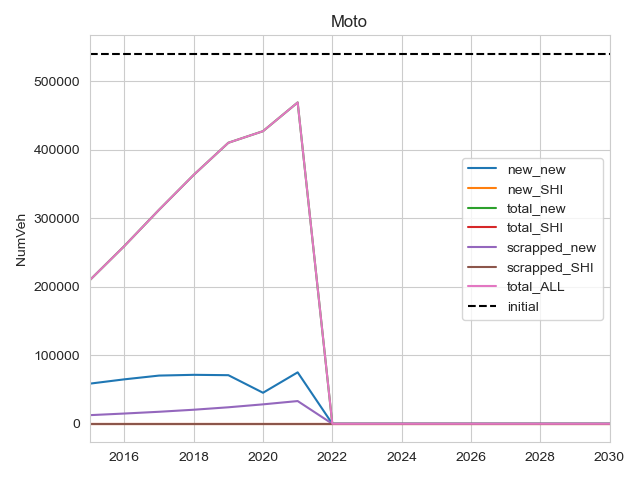 Moto
500000
400000
300000
200000
100000
0
NumVeh
new_new
new_SHI
total_new
total_SHI
scrapped_new
scrapped_SHI
total_ALL
initial
2016 2018 2020 2022 2024 2026 2028 2030